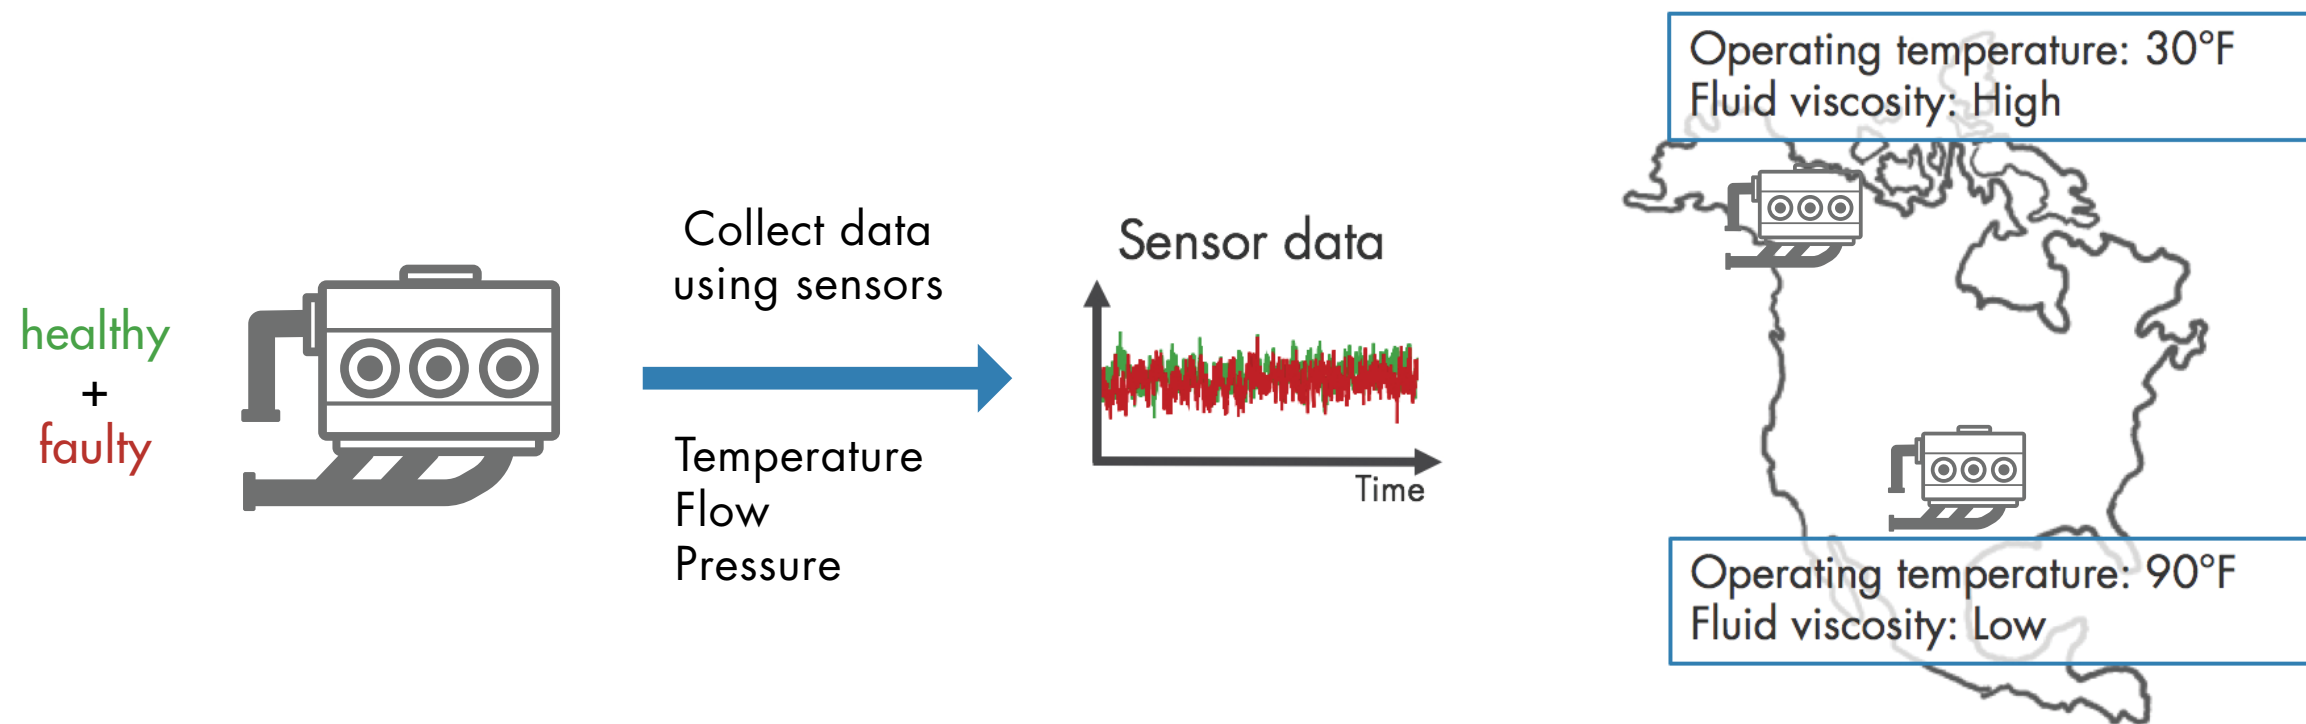 healthy
+
faulty
Collect data
using sensors
Temperature
Flow
Pressure
Sensor data
Time
Operating temperature: 30°F
Fluid viscosity: High
Operating temperature: 90°F
Fluid viscosity: Low